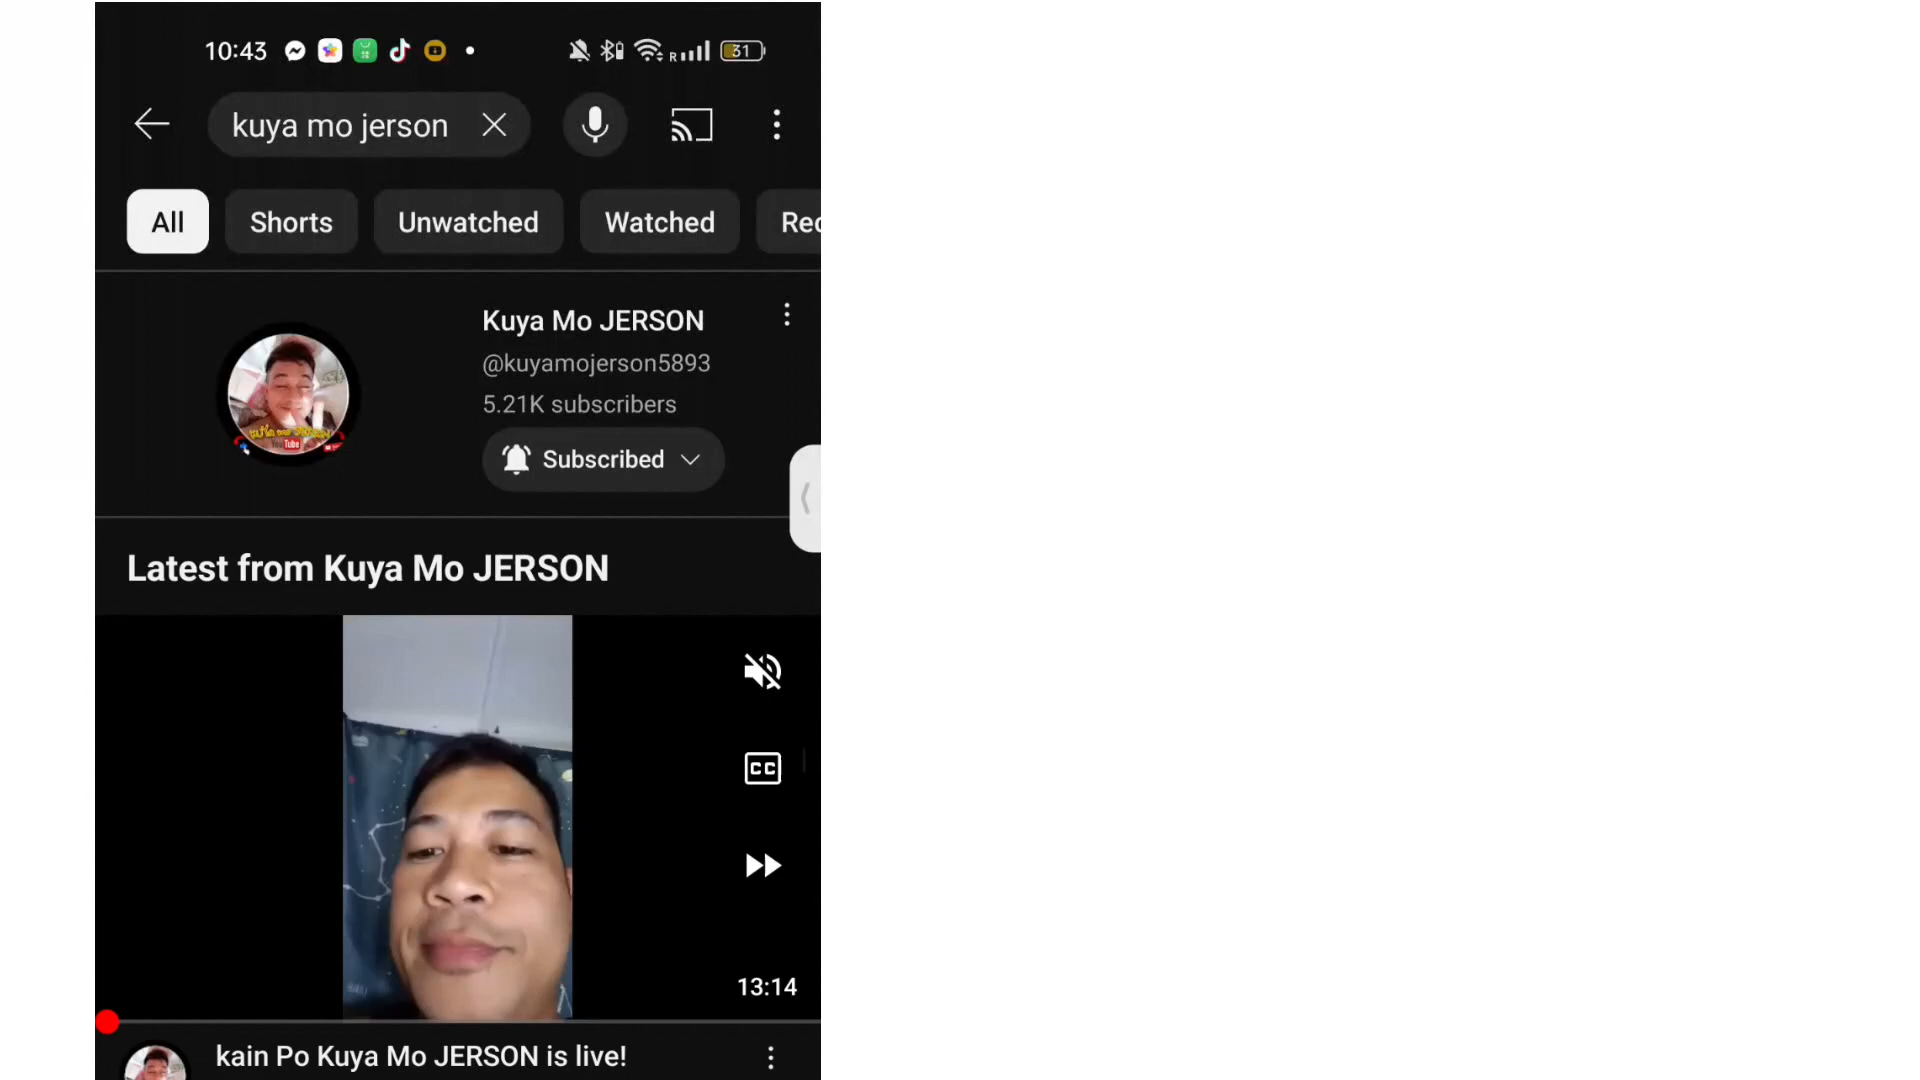 10:43
31
kuya mo jerson
All
Shorts
Unwatched
Watched
Kuya Mo JERSON
@kuyamojerson5893
5.21K subscribers
Subscribed
Latest from Kuya Mo JERSON
CC
13:14
kain Po Kuya Mo JERSON is live!